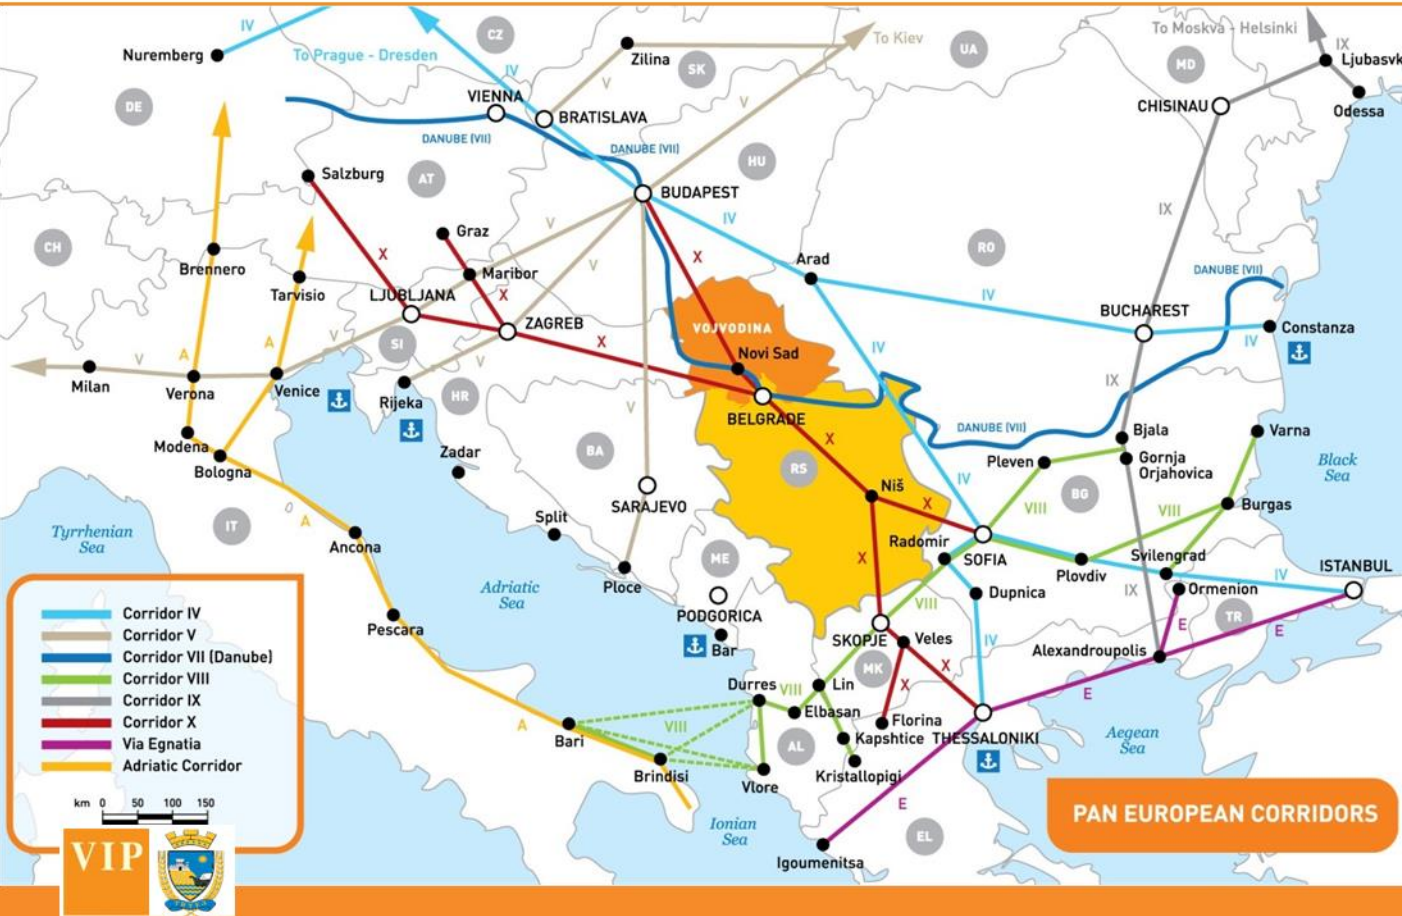 IV
CZ
To Kiev
To Moskva - Helsinki
IX
Nuremberg
To Prague - Dresden
IV
Zilina
SK
UA
MD
Ljubasvk
DE
VIENNA
V
V
CHISINAU
BRATISLAVA
Odessa
DANUBE (VII)
DANUBE (VII)
HU
Salzburg
AT
BUDAPEST
IV
IX
CH
Graz
V
RO
Brennero
X
V
X
Arad
Maribor
DANUBE (VII)
Tarvisio
LJUBLJANA
X
IV
BUCHAREST
ZAGREB
VOJVODINA
Constanza
V
A
A
V
SI
X
IV
IV
V
Novi Sad
Milan
Verona
Venice
Rijeka
HR
IX
V
BELGRADE
Modena
Bologna
Zadar
BA
X
DANUBE (VII)
Bjala
Varna
Pleven
Gornja
Orjahovica
Black
Sea
RS
IV
Niš
BG
SARAJEVO
X
VIII
VIII
Burgas
Tyrrhenian
Sea
IT
A
Ancona
Split
Radomir
SOFIA
Svilengrad
ME
X
Plovdiv
ISTANBUL
IV
Adriatic
Sea
Ploce
Dupnica
IX
Ormenion
VIII
PODGORICA
TR
Corridor IV
Corridor V
Corridor VII (Danube)
Corridor VIII
Corridor IX
Corridor X
Via Egnatia
Adriatic Corridor
Pescara
E
E
SKOPJE
Veles
IV
Bar
Alexandroupolis
MK
X
X
Durres
VIII
Lin
E
Elbasan
Florina
A
Bari
VIII
Kapshtice
THESSALONIKI
Aegean
Sea
AL
Brindisi
Vlore
Kristallopigi
km
0
50
100
150
E
PAN EUROPEAN CORRIDORS
Ionian
Sea
EL
VIP
Igoumenitsa